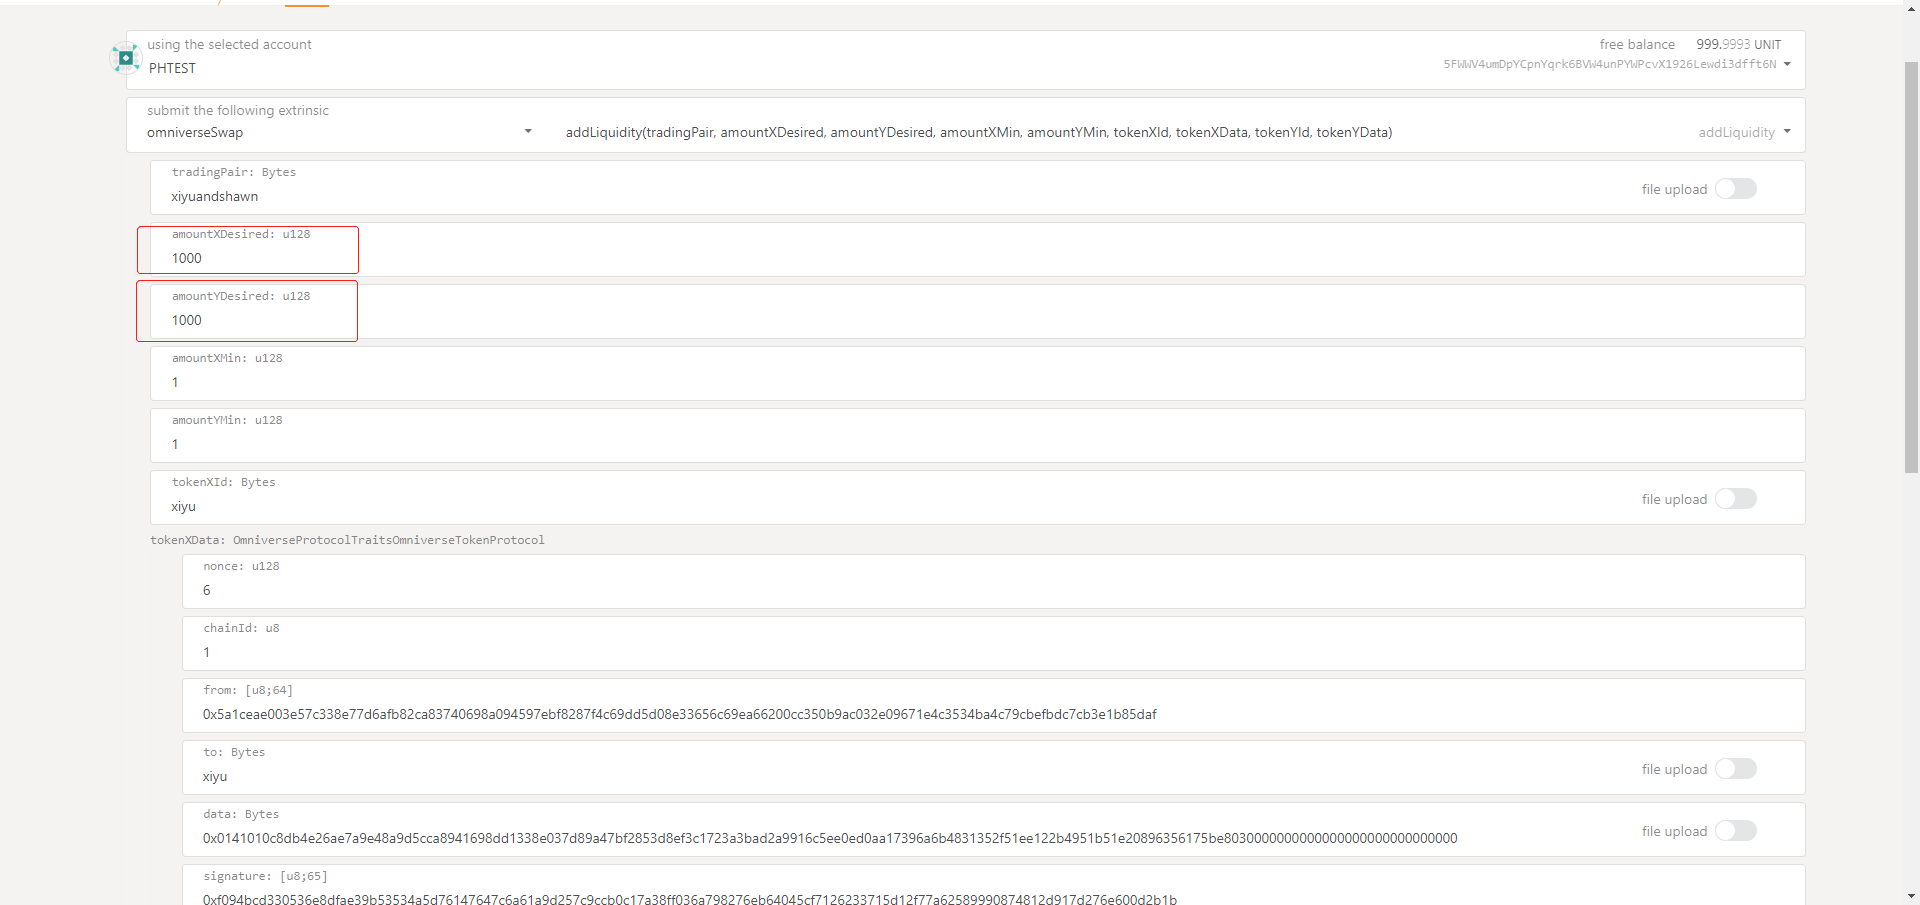 using the selected account
free balance 999.9993 UNIT
PHTEST
5FWWV4umDpYCpnYqrk6BVW4unPYWPcvX1926Lewdi3dfft6N
submit the following extrinsic
omniverseSwap
addLiquidity(tradingPair, amountXDesired, amountYDesired, amountXMin, amountYMin, tokenXId, tokenXData, tokenYId, tokenYData)
addLiquidity
tradingPair: Bytes
xiyuandshawn
file upload
amountXDesired: u128
1000
amountYDesired: u128
1000
amountXMin: u128
1
amountYMin: u128
1
tokenXId: Bytes
xiyu
file upload
tokenXData: OmniverseProtocolTraitsOmniverseTokenProtocol
nonce: u128
6
chainId: u8
1
from: [u8;64]
0x5a1ceae003e57c338e77d6afb82ca83740698a094597ebf8287f4c69dd5d08e33656c69ea66200cc350b9ac032e09671e4c3534ba4c79cbefbdc7cb3e1b85daf
to: Bytes
xiyu
file upload
data: Bytes
0x0141010c8db4e26ae7a9e48a9d5cca8941698dd1338e037d89a47bf2853d8ef3c1723a3bad2a9916c5ee0ed0aa17396a6b4831352f51ee122b4951b51e20896356175be8030000000000000000000000000000
file upload
signature: [u8;65]
0xf094bcd330536e8dfae39b53534a5d76147647c6a61a9d257c9ccb0c17a38ff036a798276eb64045cf7126233715d12f77a62589990874812d917d276e600d2b1b